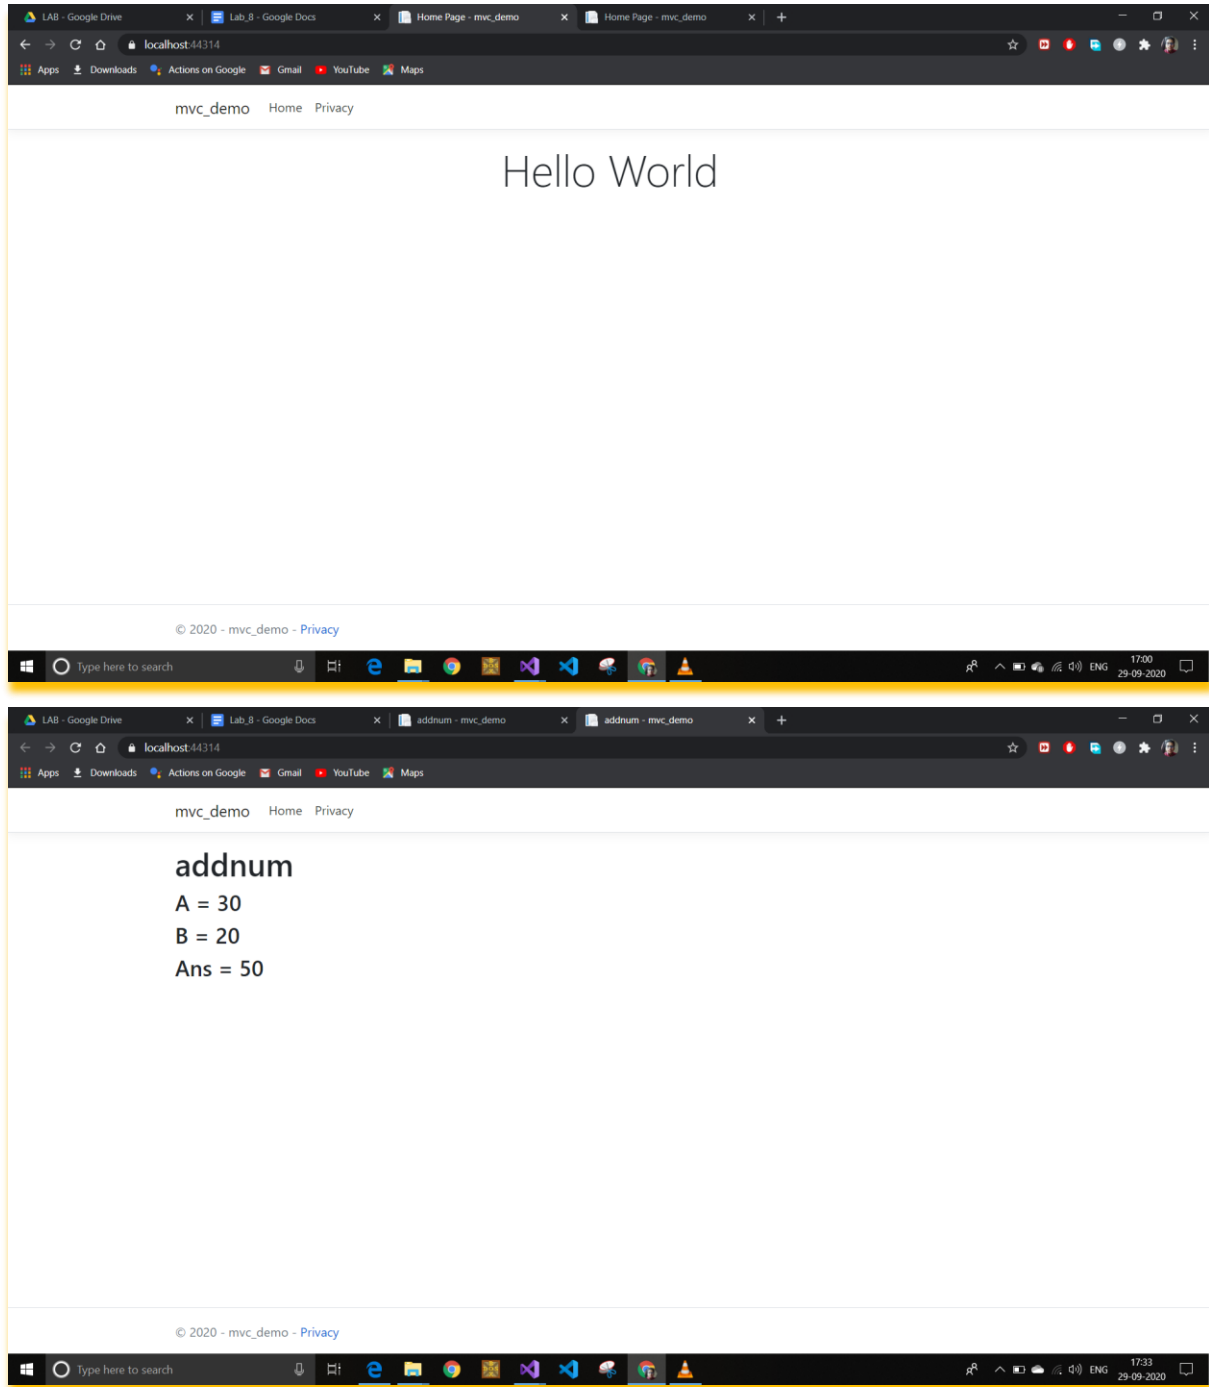 LAB - Google Drive
Lab_8 - Google Docs
Home Page - mvc_demo
Home Page - mvc_demo
localhost:44314
Apps Downloads Actions on Google Gmail YouTube Maps
mvc_demo Home Privacy
Hello World
© 2020 - mvc_demo - Privacy
Type here to search
ENG
17:00
29-09-2020
LAB - Google Drive
Lab_8 - Google Docs
addnum - mvc_demo
addnum - mvc_demo
localhost:44314
Apps Downloads Actions on Google Gmail YouTube Maps
mvc_demo Home Privacy
addnum
A = 30
B = 20
Ans = 50
© 2020 - mvc_demo - Privacy
Type here to search
ENG
17:33
29-09-2020